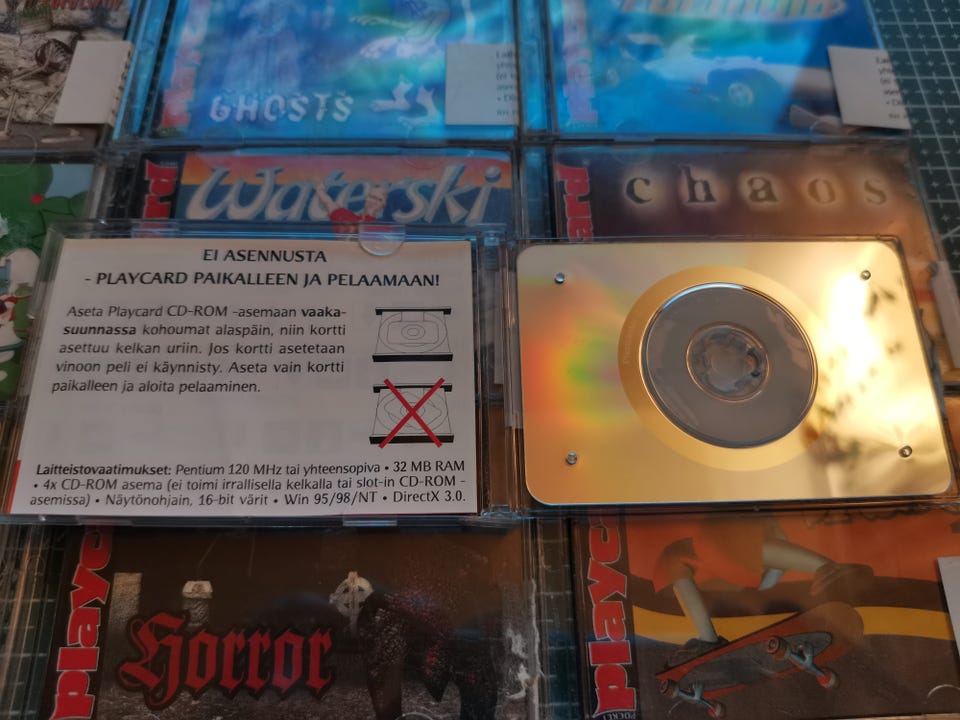 GHOSTS
Waterski
chaos
EI ASENNUSTA
- PLAYCARD PAIKALLEEN JA PELAAMAAN!
Aseta Playcard CD-ROM -asemaan vaaka-
suunnassa kohoumat alaspäin, niin kortti
asettuu kelkan uriin. Jos kortti asetetaan
vinoon peli ei käynnisty. Aseta vain kortti
paikalleen ja aloita pelaaminen.
Laitteistovaatimukset: Pentium 120 MHz tai yhteensopiva • 32 MB RAM
• 4x CD-ROM asema (ei toimi irrallisella kelkalla tai slot-in CD-ROM -
asemissa) • Näytönohjain, 16-bit värit • Win 95/98/NT • DirectX 3.0.
playc
Horror
playc
POCKET